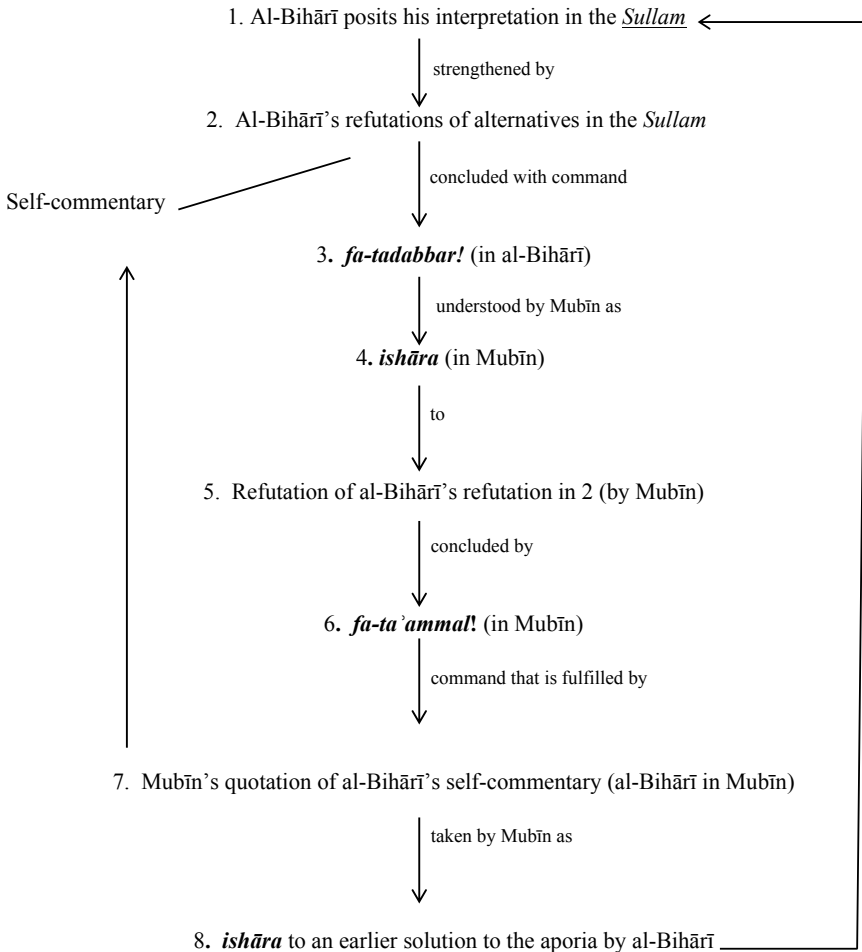 1. Al-Bihārī posits his interpretation in the Sullam
strengthened by
2. Al-Bihārī’s refutations of alternatives in the Sullam
Self-commentary
concluded with command
3. fa-tadabbar! (in al-Bihārī)
understood by Mubīn as
4. ishāra (in Mubīn)
to
5. Refutation of al-Bihārī’s refutation in 2 (by Mubīn)
concluded by
6. fa-taʾammal! (in Mubīn)
command that is fulfilled by
7. Mubīn’s quotation of al-Bihārī’s self-commentary (al-Bihārī in Mubīn)
taken by Mubīn as
8. ishāra to an earlier solution to the aporia by al-Bihārī